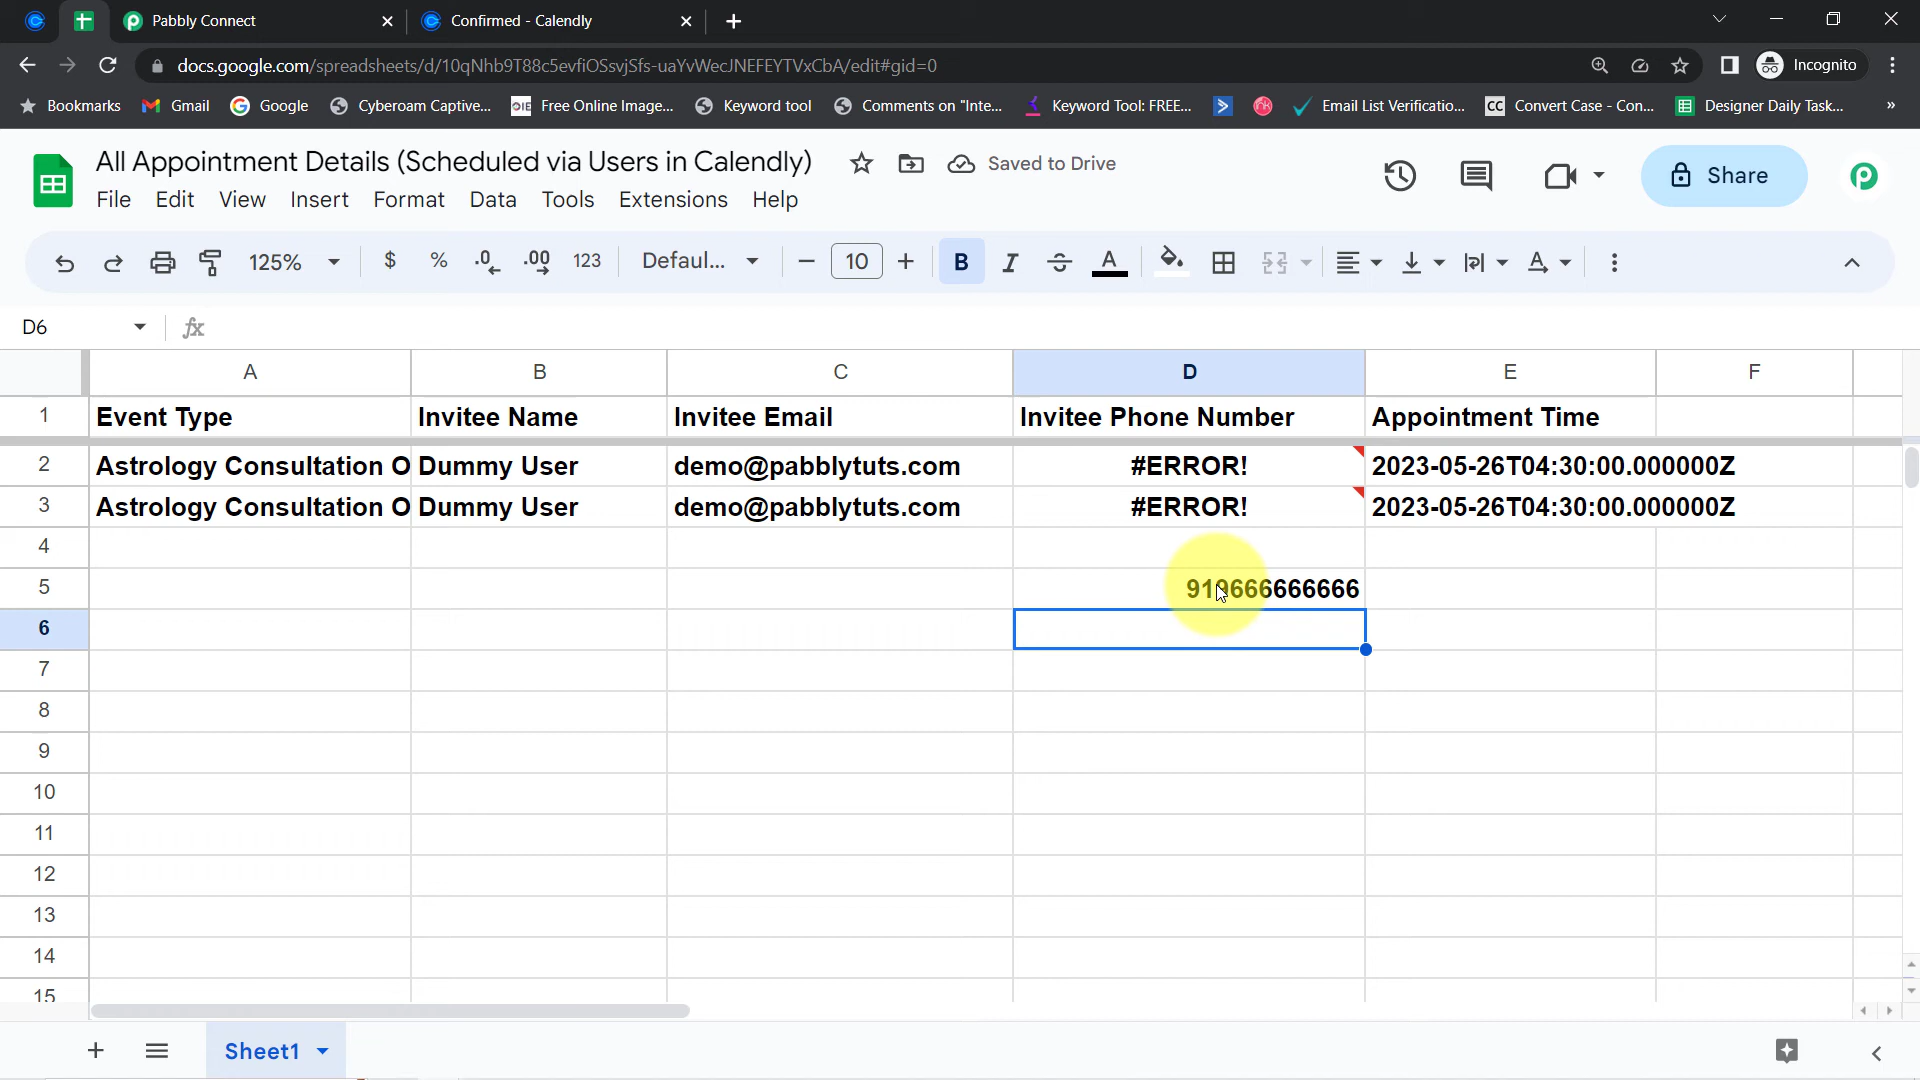 Pabbly Connect
Confirmed - Calendly
docs.google.com/spreadsheets/d/10qNhb9T88c5evfiOSsvjSfs-uaYvWecJNEFEYTVxCbA/edit#gid=0
Incognito
Bookmarks
Gmail
Google
Cyberoam Captive...
OIE
Free Online Image...
Keyword tool
Comments on "Inte...
Keyword Tool: FREE...
Email List Verificatio...
CC
Convert Case - Con...
Designer Daily Task...
»
All Appointment Details (Scheduled via Users in Calendly)
Saved to Drive
File Edit View Insert Format Data Tools Extensions Help
Share
125% $ % .0 .00 123 Defaul... 10 B I S A
D6 fx
A B C D E F
1 Event Type Invitee Name Invitee Email Invitee Phone Number Appointment Time
2 Astrology Consultation O Dummy User demo@pabblytuts.com #ERROR! 2023-05-26T04:30:00.000000Z
3 Astrology Consultation O Dummy User demo@pabblytuts.com #ERROR! 2023-05-26T04:30:00.000000Z
4
5 919666666666
6
7
8
9
10
11
12
13
14
15
Sheet1